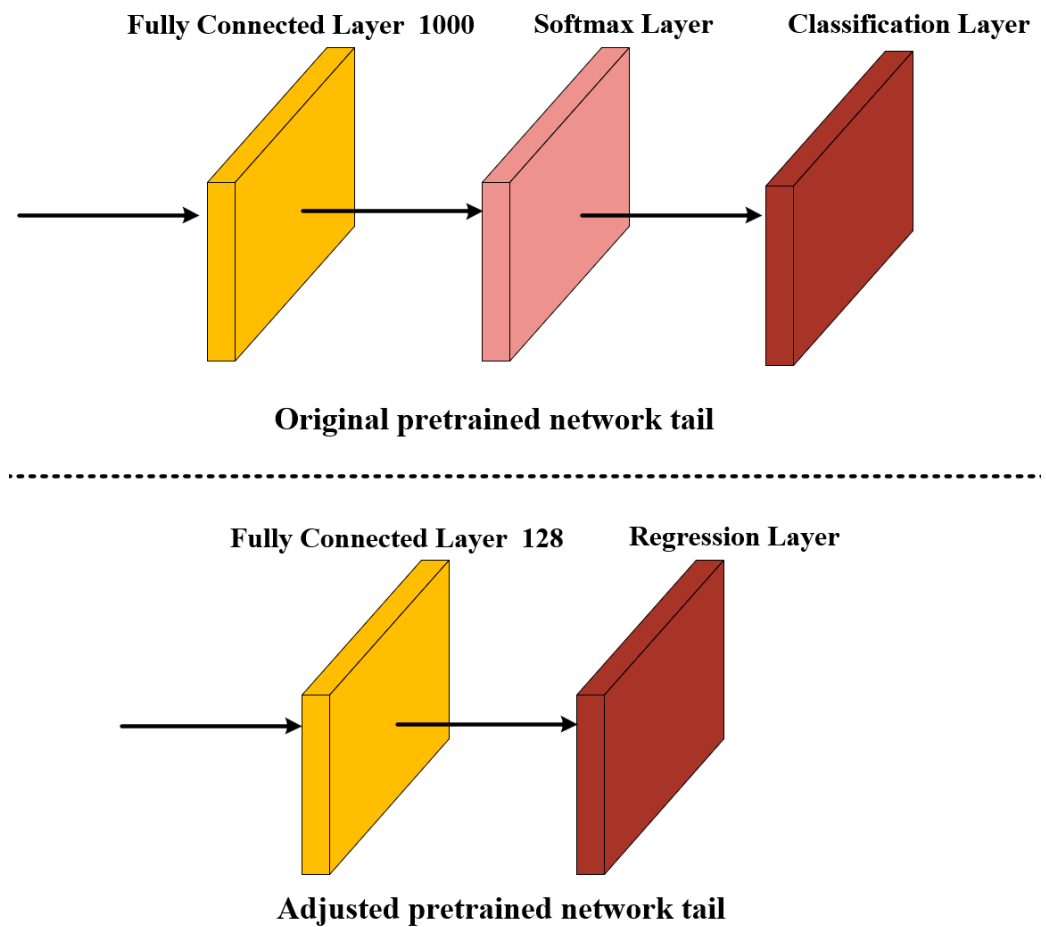 Fully Connected Layer 1000
Softmax Layer
Classification Layer
Original pretrained network tail
Fully Connected Layer 128
Regression Layer
Adjusted pretrained network tail